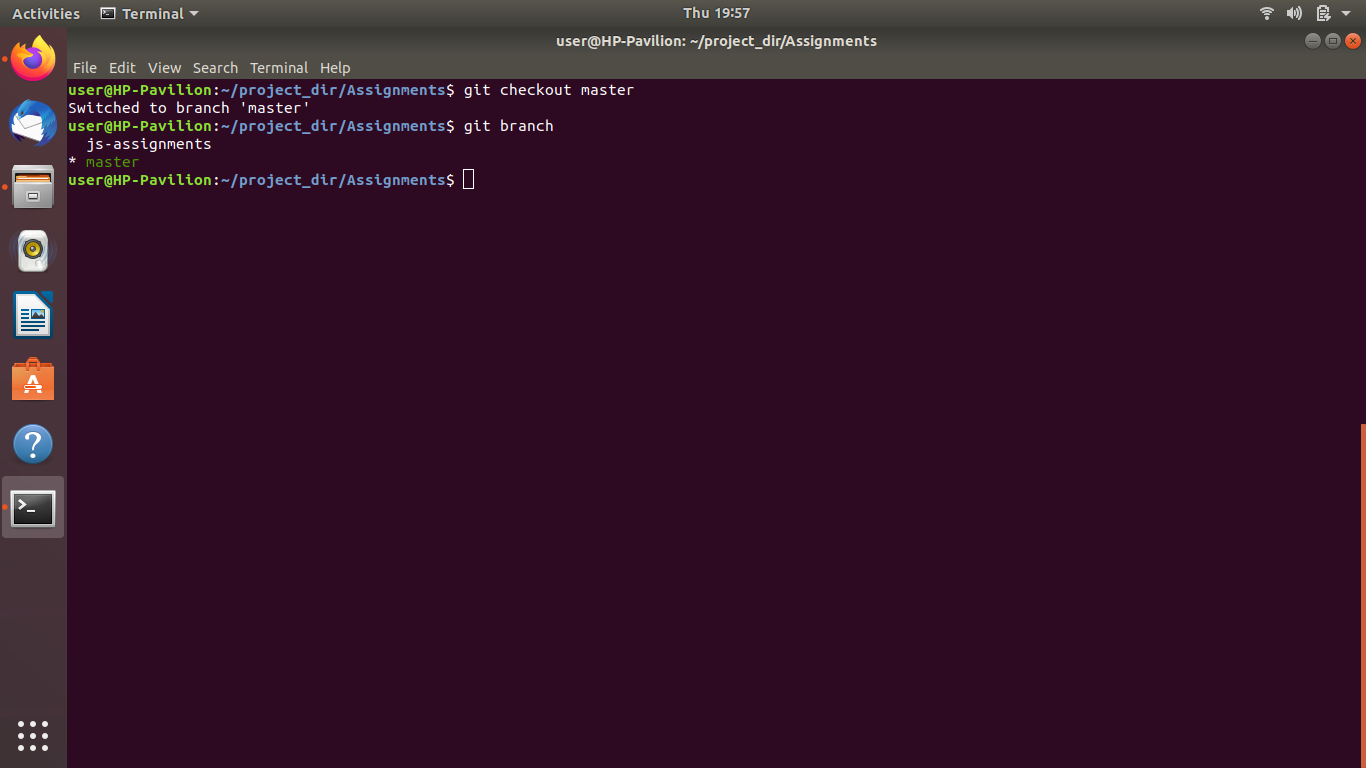 Activities Terminal Thu 19:57
user@HP-Pavilion: ~/project_dir/Assignments
File Edit View Search Terminal Help
user@HP-Pavilion:~/project_dir/Assignments$ git checkout master
Switched to branch 'master'
user@HP-Pavilion:~/project_dir/Assignments$ git branch
  js-assignments
* master
user@HP-Pavilion:~/project_dir/Assignments$